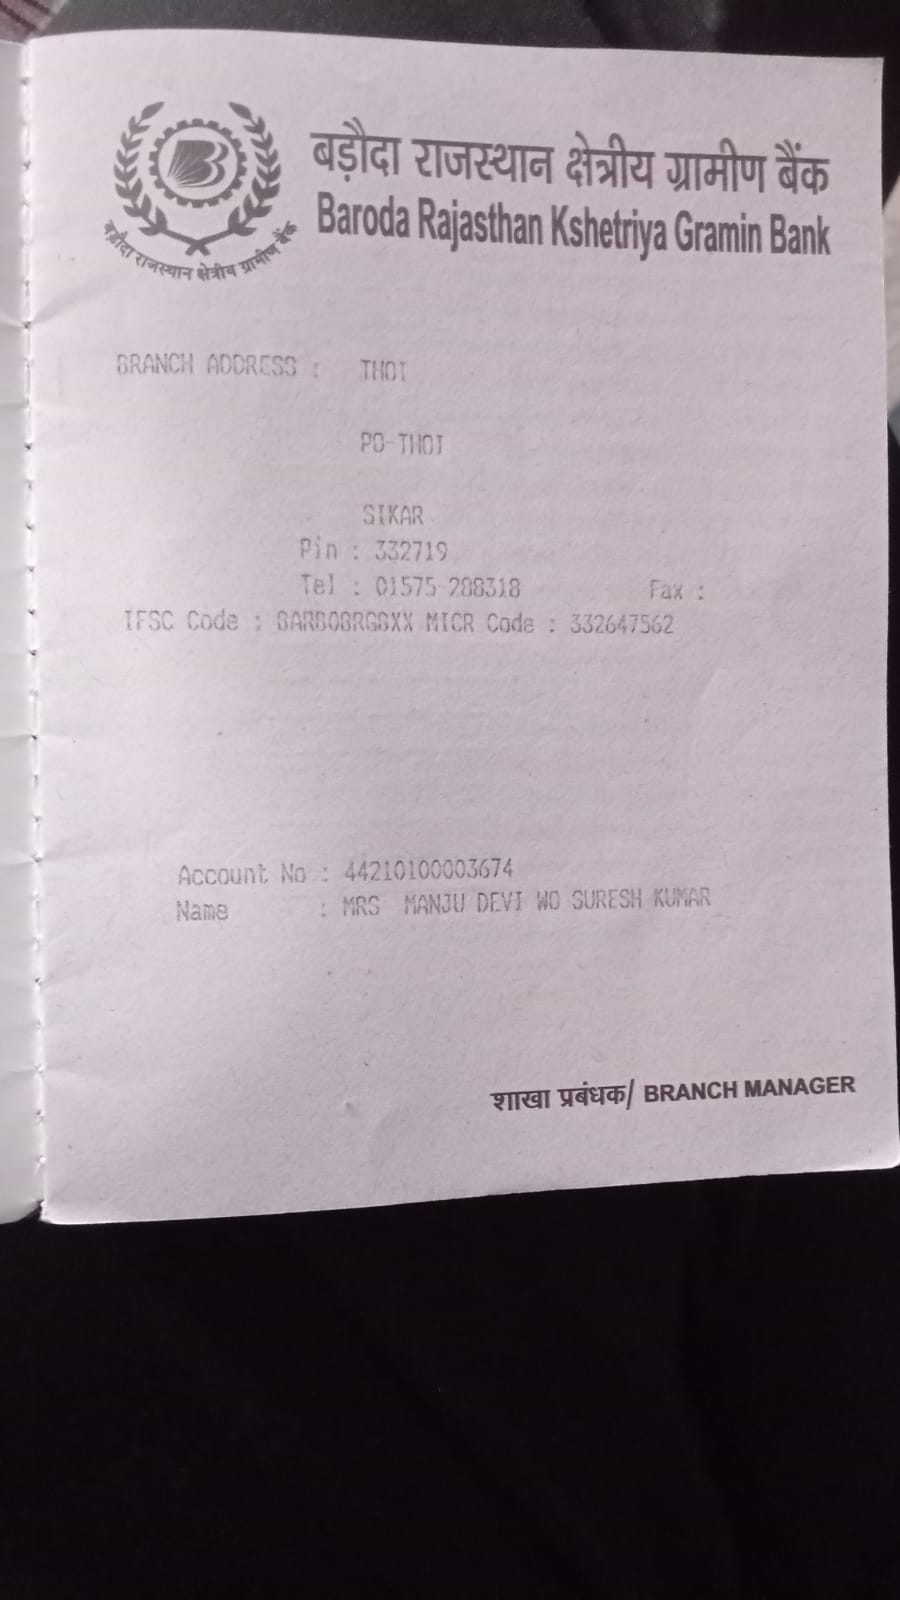 बड़ौदा राजस्थान क्षेत्रीय ग्रामीण बैंक
Baroda Rajasthan Kshetriya Gramin Bank
बड़ौदा राजस्थान क्षेत्रीय ग्रामीण बैंक
BRANCH ADDRESS : THOI
PO-THOI
SIKAR
Pin : 332719
Tel : 01575-288318 Fax :
IFSC Code : BARB0BRGBXX MICR Code : 332647562
Account No : 44210100003674
Name : MRS MANJU DEVI WO SURESH KUMAR
शाखा प्रबंधक/ BRANCH MANAGER